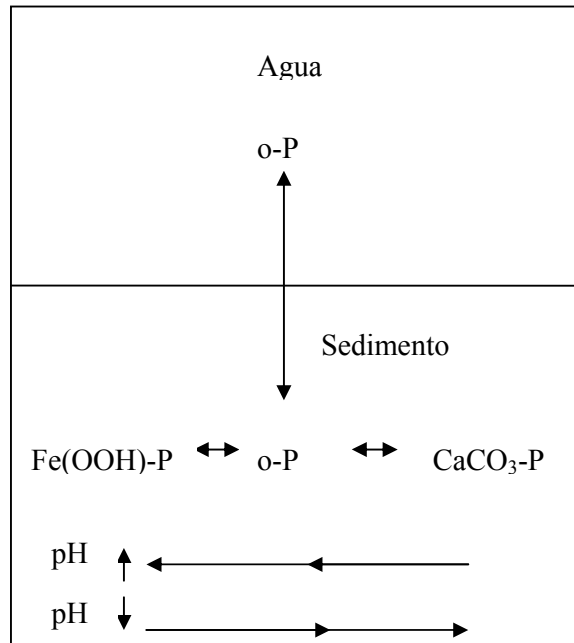 Agua
o-P
Sedimento
Fe(OOH)-P o-P CaCO₃-P
pH
pH